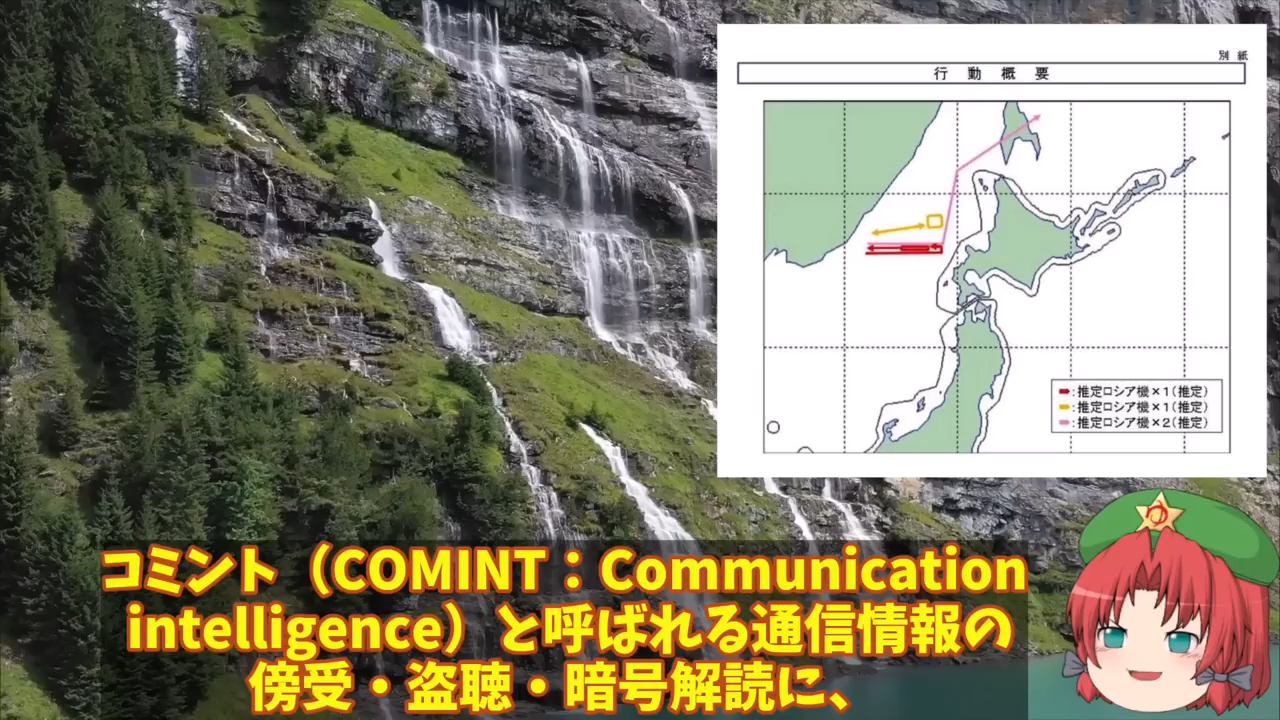 別 紙
行 動 概 要
:推定ロシア機×1(推定)
:推定ロシア機×1(推定)
:推定ロシア機×2(推定)
コミント（COMINT：Communication
intelligence）と呼ばれる通信情報の
傍受・盗聴・暗号解読に、